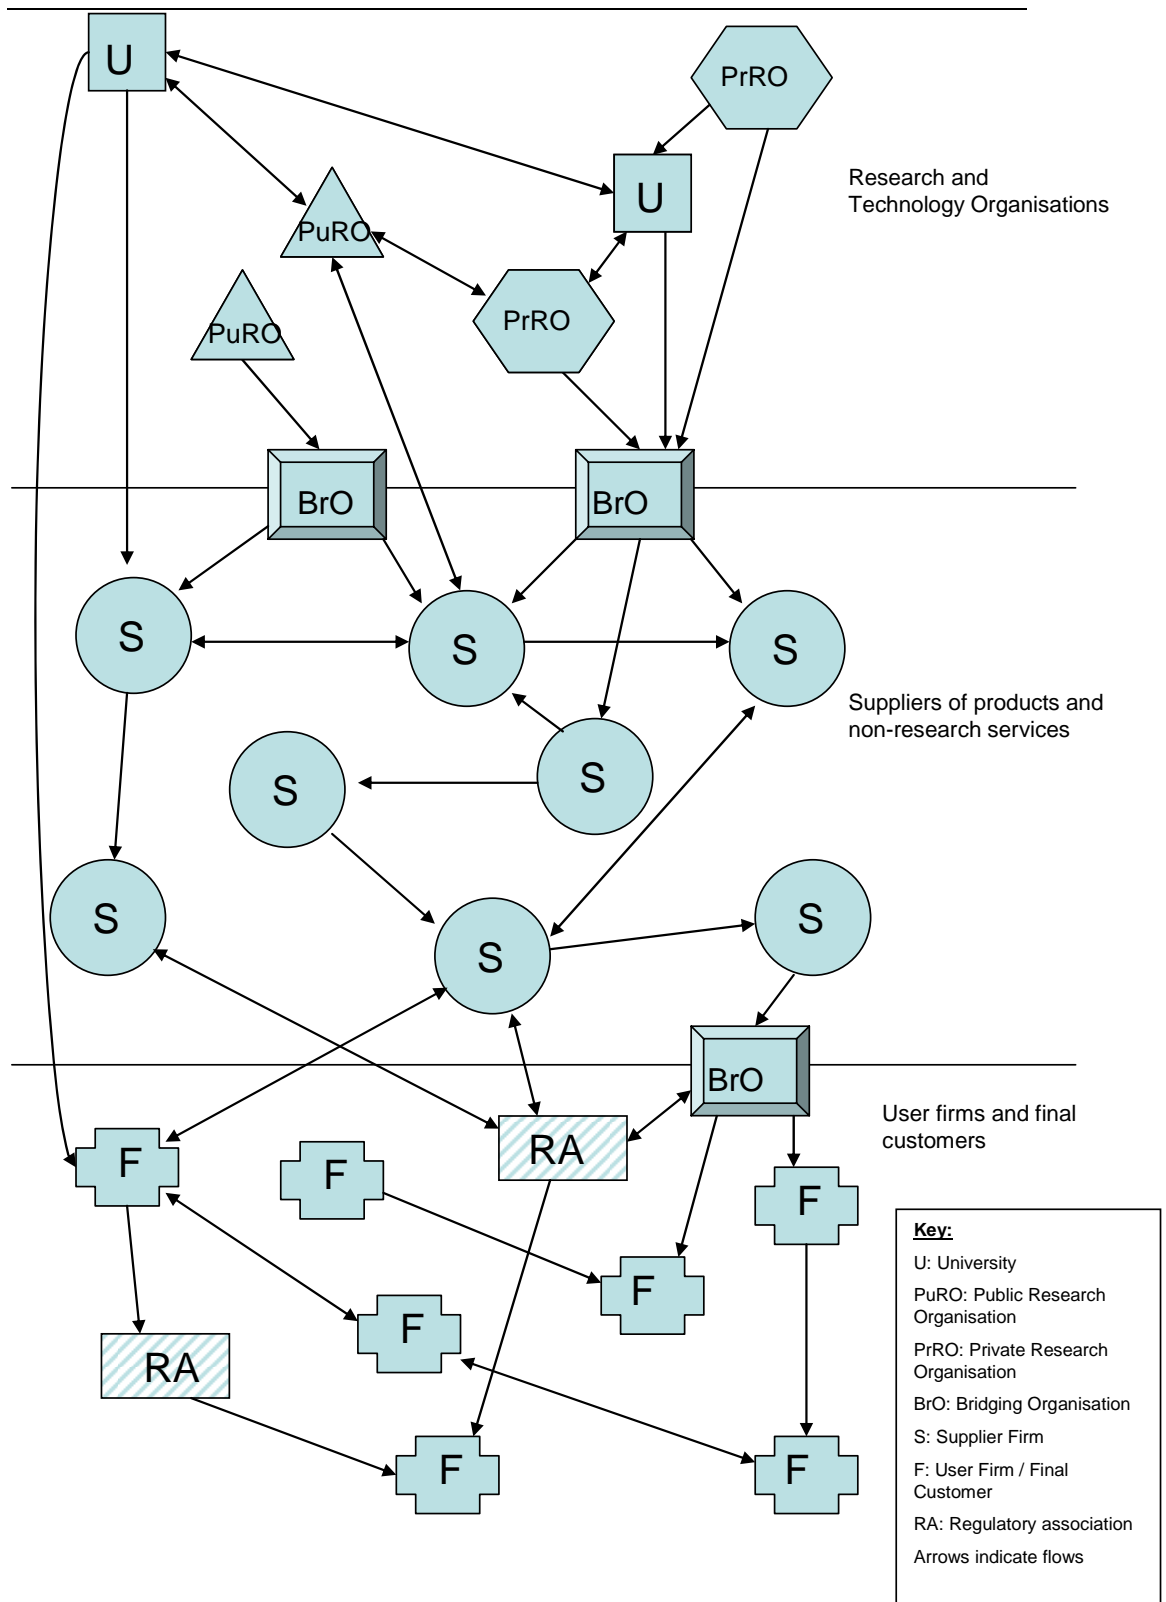 U
PrRO
Research and
Technology Organisations
U
PuRO
PrRO
PuRO
BrO
BrO
S
S
S
Suppliers of products and
non-research services
S
S
S
S
S
BrO
User firms and final
customers
RA
F
F
F
F
F
RA
F
F
Key:
U: University
PuRO: Public Research
Organisation
PrRO: Private Research
Organisation
BrO: Bridging Organisation
S: Supplier Firm
F: User Firm / Final
Customer
RA: Regulatory association
Arrows indicate flows